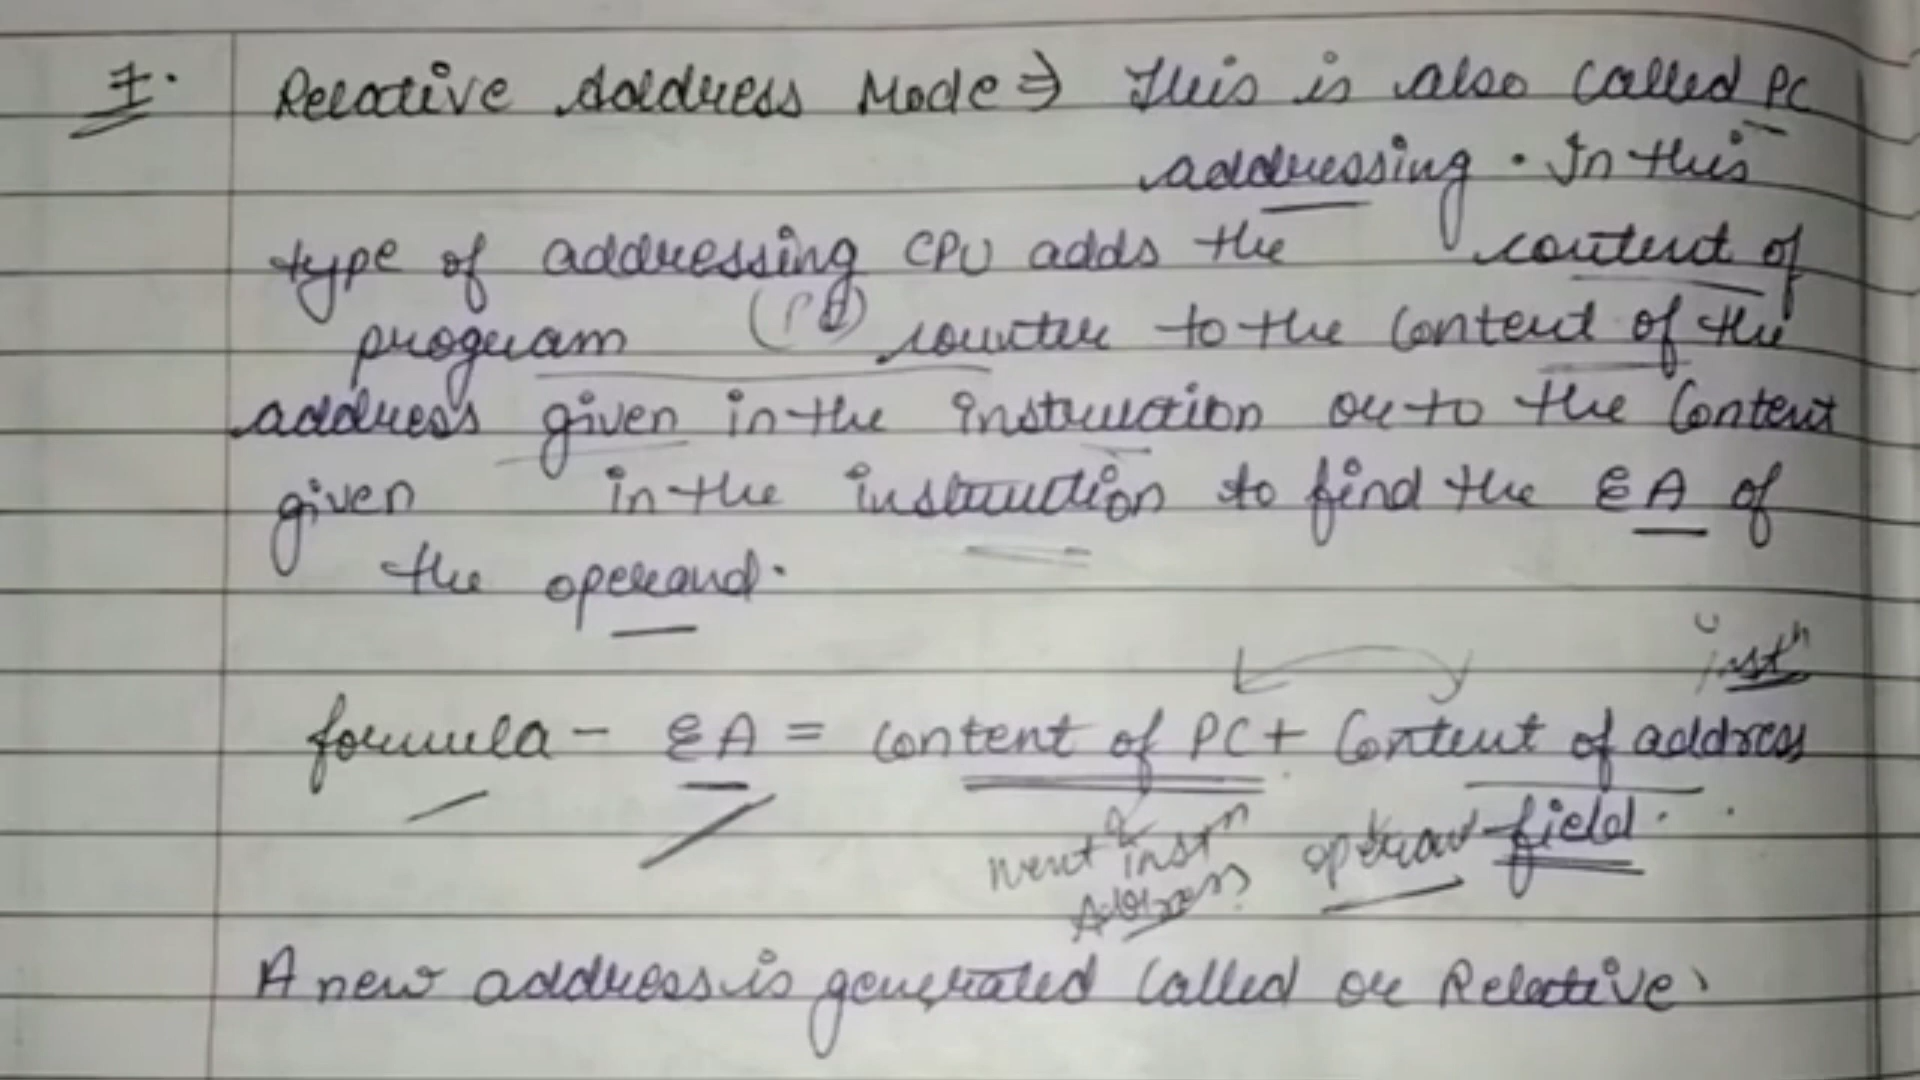 7. Relative Address Mode ⇒ This is also called PC
addressing. In this
type of addressing CPU adds the content of
program (PC) counter to the content of the
address given in the instruction or to the content
given in the instruction to find the EA of
the operand.
instn
formula - EA = content of PC + content of address
field.
next instn operand
Address
A new address is generated called or Relative.